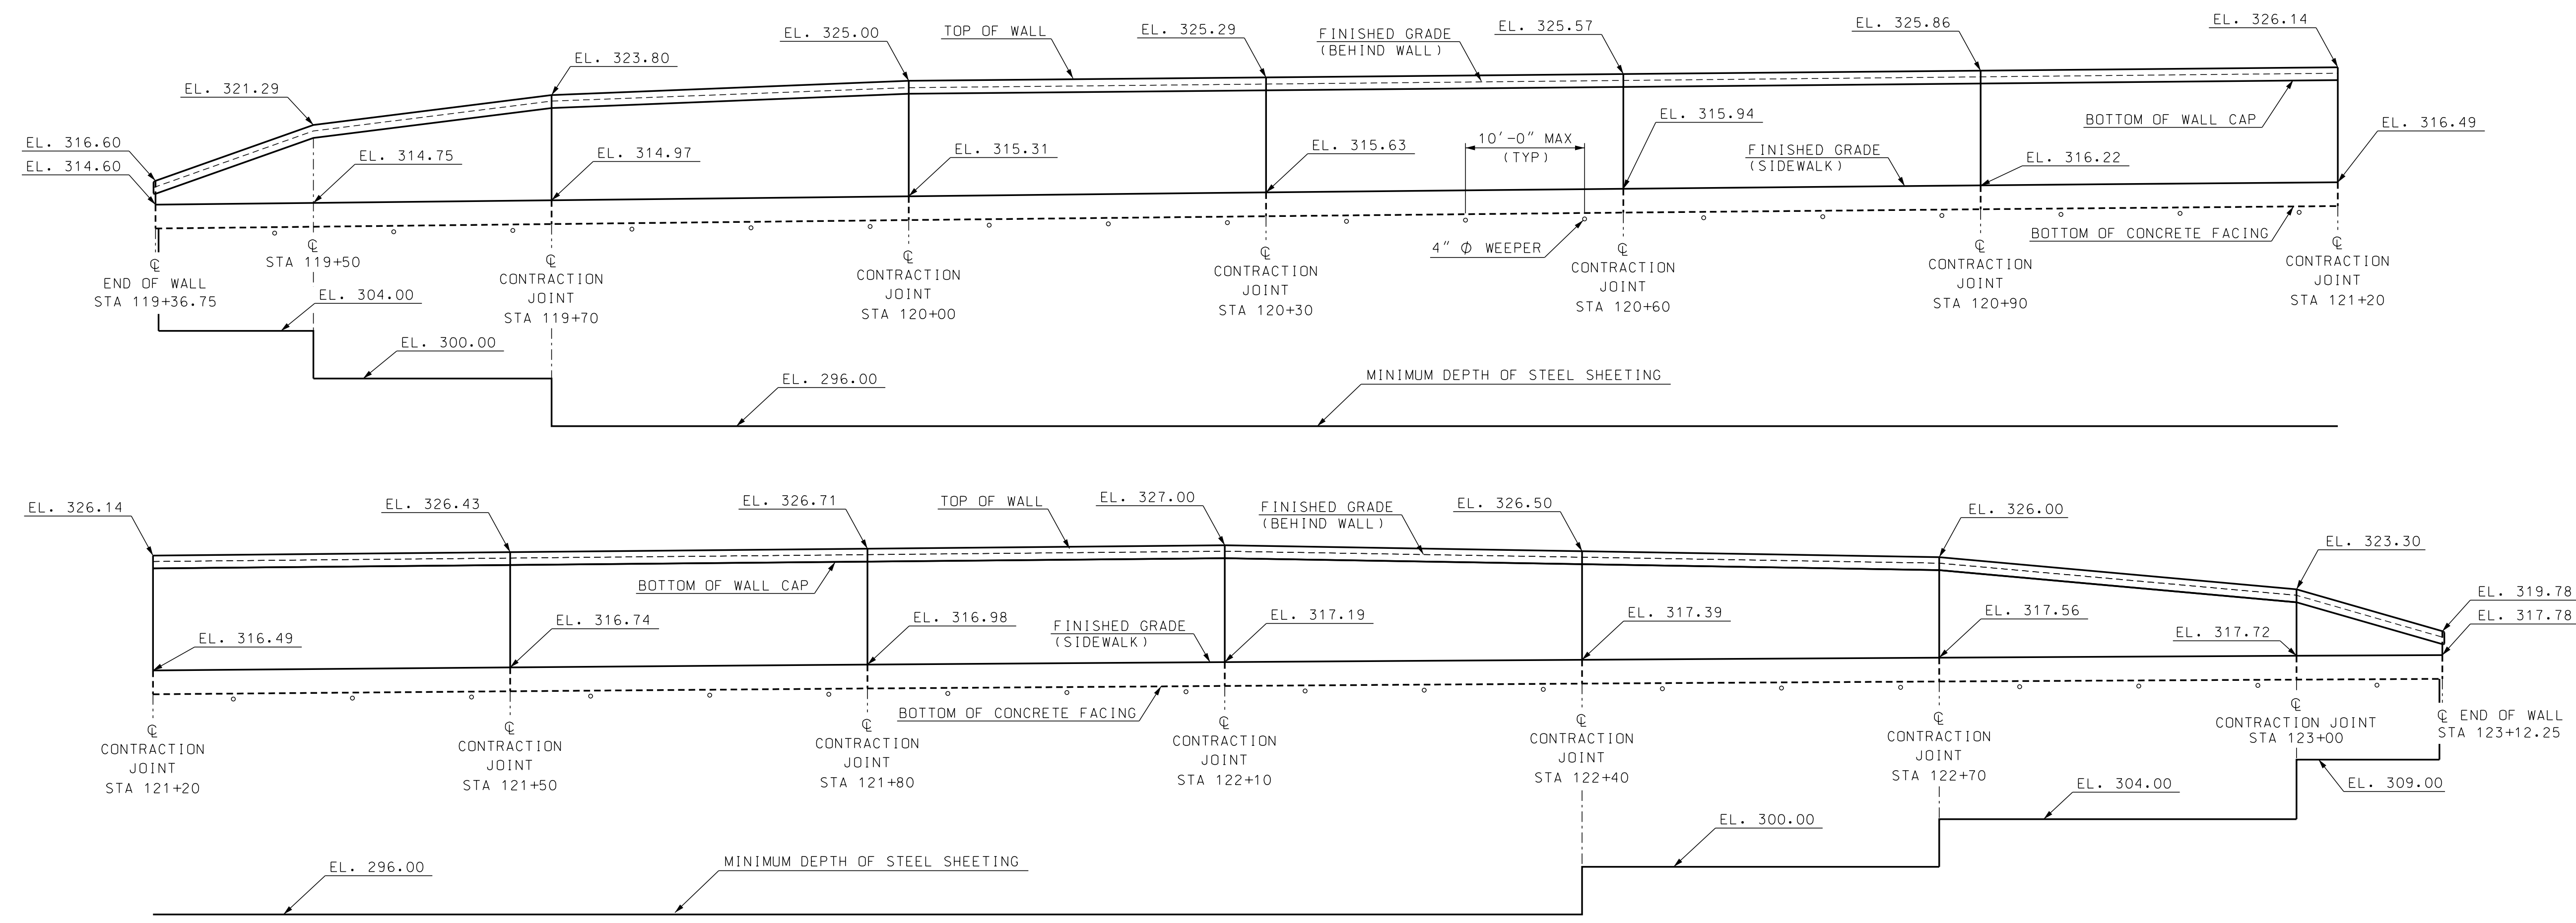 EL. 321.29
EL. 316.60
EL. 314.60
EL. 323.80
EL. 325.00
TOP OF WALL
EL. 325.29
FINISHED GRADE
(BEHIND WALL)
EL. 325.57
EL. 325.86
EL. 326.14
EL. 314.75
EL. 314.97
EL. 315.31
EL. 315.63
10'-0" MAX
(TYP)
EL. 315.94
FINISHED GRADE
(SIDEWALK)
EL. 316.22
BOTTOM OF WALL CAP
EL. 316.49
4" Ø WEEPER
BOTTOM OF CONCRETE FACING
℄
END OF WALL
STA 119+36.75
℄
STA 119+50
℄
CONTRACTION
JOINT
STA 119+70
℄
CONTRACTION
JOINT
STA 120+00
℄
CONTRACTION
JOINT
STA 120+30
℄
CONTRACTION
JOINT
STA 120+60
℄
CONTRACTION
JOINT
STA 120+90
℄
CONTRACTION
JOINT
STA 121+20
EL. 304.00
EL. 300.00
EL. 296.00
MINIMUM DEPTH OF STEEL SHEETING
EL. 326.14
EL. 326.43
EL. 326.71
TOP OF WALL
EL. 327.00
FINISHED GRADE
(BEHIND WALL)
EL. 326.50
EL. 326.00
EL. 323.30
EL. 319.78
EL. 317.78
BOTTOM OF WALL CAP
EL. 316.49
EL. 316.74
EL. 316.98
FINISHED GRADE
(SIDEWALK)
EL. 317.19
EL. 317.39
EL. 317.56
EL. 317.72
BOTTOM OF CONCRETE FACING
℄
CONTRACTION
JOINT
STA 121+20
℄
CONTRACTION
JOINT
STA 121+50
℄
CONTRACTION
JOINT
STA 121+80
℄
CONTRACTION
JOINT
STA 122+10
℄
CONTRACTION
JOINT
STA 122+40
℄
CONTRACTION
JOINT
STA 122+70
℄
CONTRACTION JOINT
STA 123+00
℄ END OF WALL
STA 123+12.25
EL. 309.00
EL. 304.00
EL. 300.00
EL. 296.00
MINIMUM DEPTH OF STEEL SHEETING